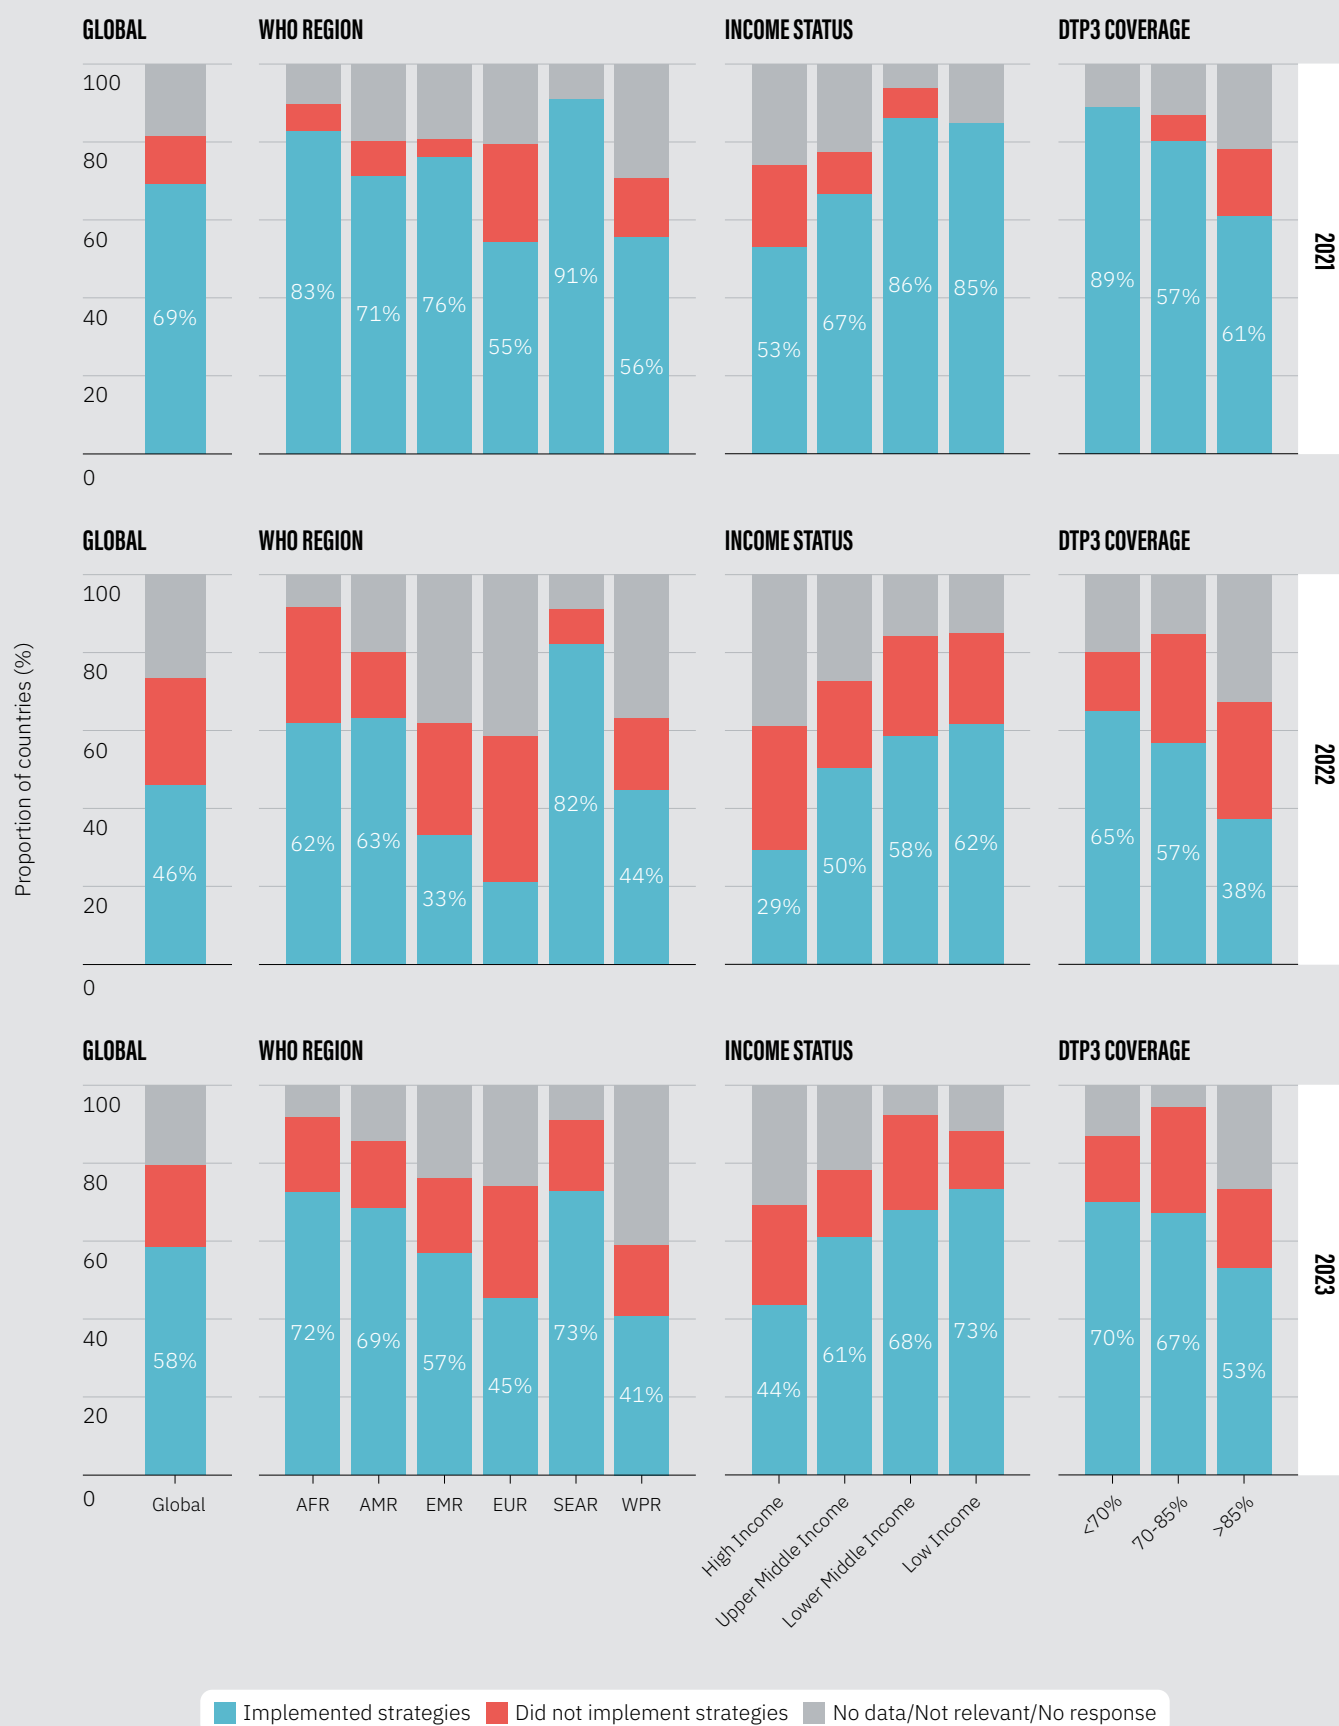 GLOBAL WHO REGION INCOME STATUS DTP3 COVERAGE
100
80
60
40
20
0
69%
83% 71% 76% 55% 91% 56%
53% 67% 86% 85%
89% 57% 61%
2021
GLOBAL WHO REGION INCOME STATUS DTP3 COVERAGE
Proportion of countries (%)
100
80
60
40
20
0
46%
62% 63% 33% 82% 44%
29% 50% 58% 62%
65% 57% 38%
2022
GLOBAL WHO REGION INCOME STATUS DTP3 COVERAGE
100
80
60
40
20
0
58%
72% 69% 57% 45% 73% 41%
44% 61% 68% 73%
70% 67% 53%
2023
Global AFR AMR EMR EUR SEAR WPR
High Income
Upper Middle Income
Lower Middle Income
Low Income
<70%
70-85%
>85%
Implemented strategies Did not implement strategies No data/Not relevant/No response